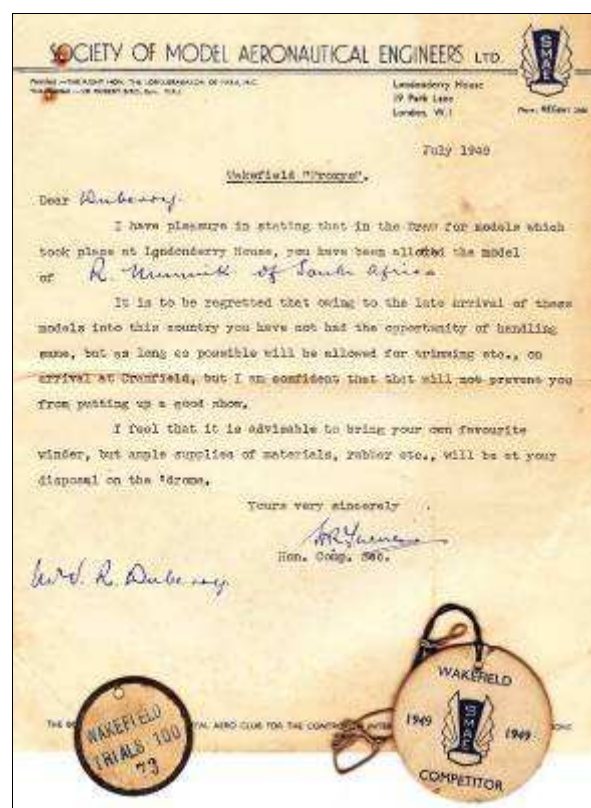 SOCIETY OF MODEL AERONAUTICAL ENGINEERS LTD.
SMAE
Londonderry House
19 Park Lane
London, W.1
July 1949
Wakefield "Proxys".
Dear Dubery.
I have pleasure in stating that in the Draw for models which
took place at Londonderry House, you have been allotted the model
of R. of South Africa
It is to be regretted that owing to the late arrival of these
models into this country you have not had the opportunity of handling
same, but as long as possible will be allowed for trimming etc., on
arrival at Cranfield, but I am confident that that will not prevent you
from putting up a good show.
I feel that it is advisable to bring your own favourite
winder, but ample supplies of materials, rubber etc., will be at your
disposal on the 'drome.
Yours very sincerely
Hon. Comp. Sec.
R. Dubery
AERO CLUB FOR THE
WAKEFIELD
TRIALS 100
73
WAKEFIELD
1949 SMAE 1949
COMPETITOR